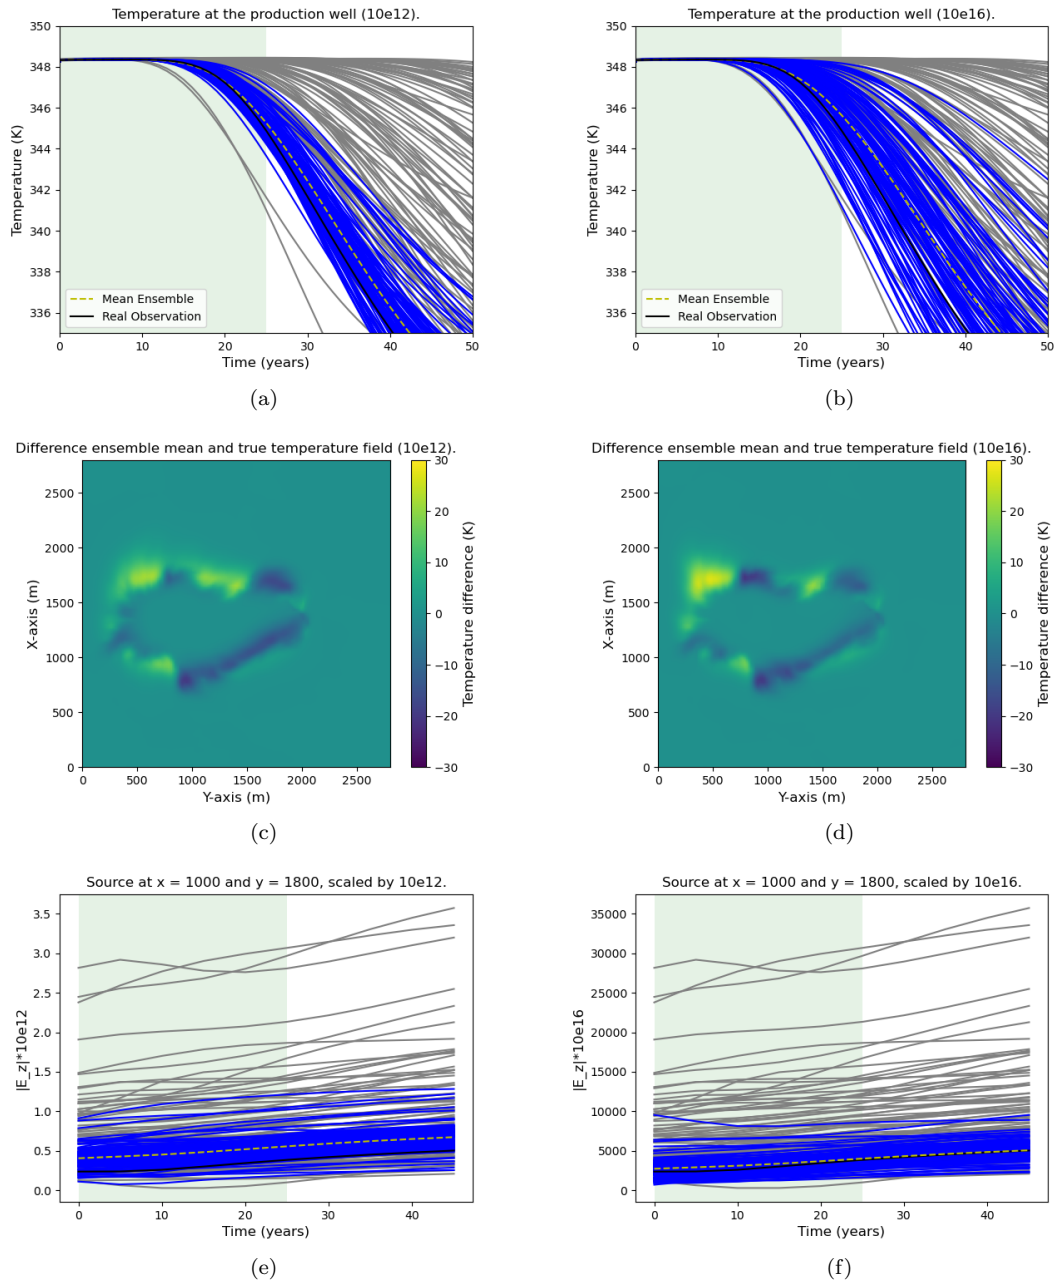 Temperature at the production well (10e12).
350
348
346
344
342
340
338
336
Temperature (K)
Mean Ensemble
Real Observation
0 10 20 30 40 50
Time (years)
(a)
Temperature at the production well (10e16).
350
348
346
344
342
340
338
336
Temperature (K)
Mean Ensemble
Real Observation
0 10 20 30 40 50
Time (years)
(b)
Difference ensemble mean and true temperature field (10e12).
2500
2000
1500
1000
500
0
X-axis (m)
0 500 1000 1500 2000 2500
Y-axis (m)
30
20
10
0
−10
−20
−30
Temperature difference (K)
(c)
Difference ensemble mean and true temperature field (10e16).
2500
2000
1500
1000
500
0
X-axis (m)
0 500 1000 1500 2000 2500
Y-axis (m)
30
20
10
0
−10
−20
−30
Temperature difference (K)
(d)
Source at x = 1000 and y = 1800, scaled by 10e12.
3.5
3.0
2.5
2.0
1.5
1.0
0.5
0.0
|E_z|*10e12
0 10 20 30 40
Time (years)
(e)
Source at x = 1000 and y = 1800, scaled by 10e16.
35000
30000
25000
20000
15000
10000
5000
0
|E_z|*10e16
0 10 20 30 40
Time (years)
(f)